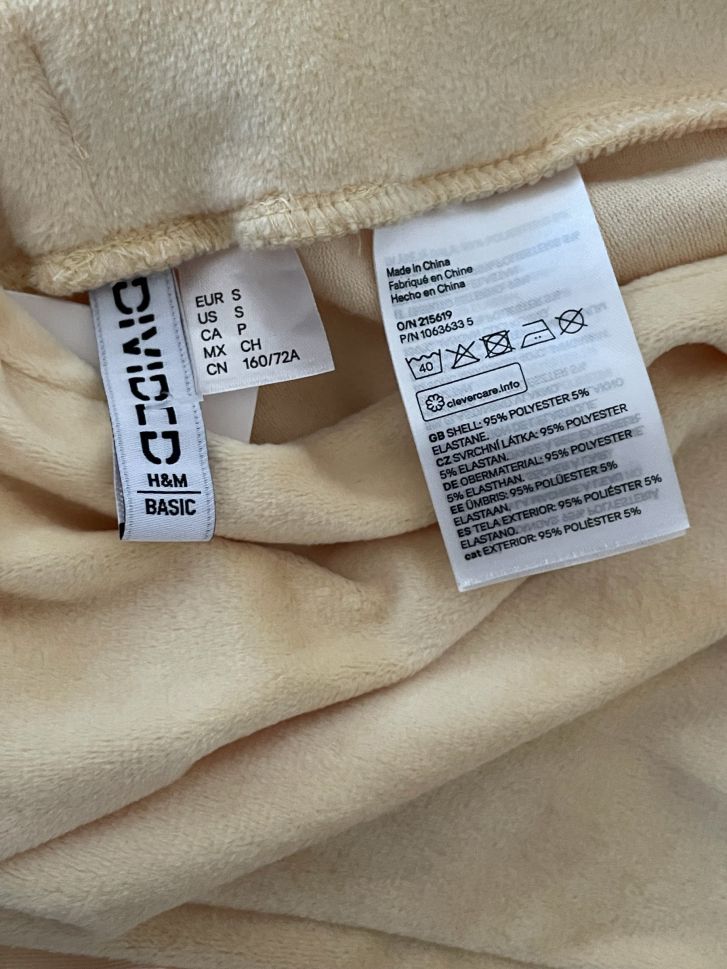 DIVIDED
H&M
BASIC
EUR S
US S
CA P
MX CH
CN 160/72A
Made in China
Fabriqué en Chine
Hecho en China
O/N 215619
P/N 1063633 5
40
clevercare.info
GB SHELL: 95% POLYESTER 5%
ELASTANE.
CZ SVRCHNÍ LÁTKA: 95% POLYESTER
5% ELASTAN.
DE OBERMATERIAL: 95% POLYESTER
5% ELASTHAN.
EE ÜMBRIS: 95% POLÜESTER 5%
ELASTAAN.
ES TELA EXTERIOR: 95% POLIÉSTER 5%
ELASTANO.
cat EXTERIOR: 95% POLIÈSTER 5%